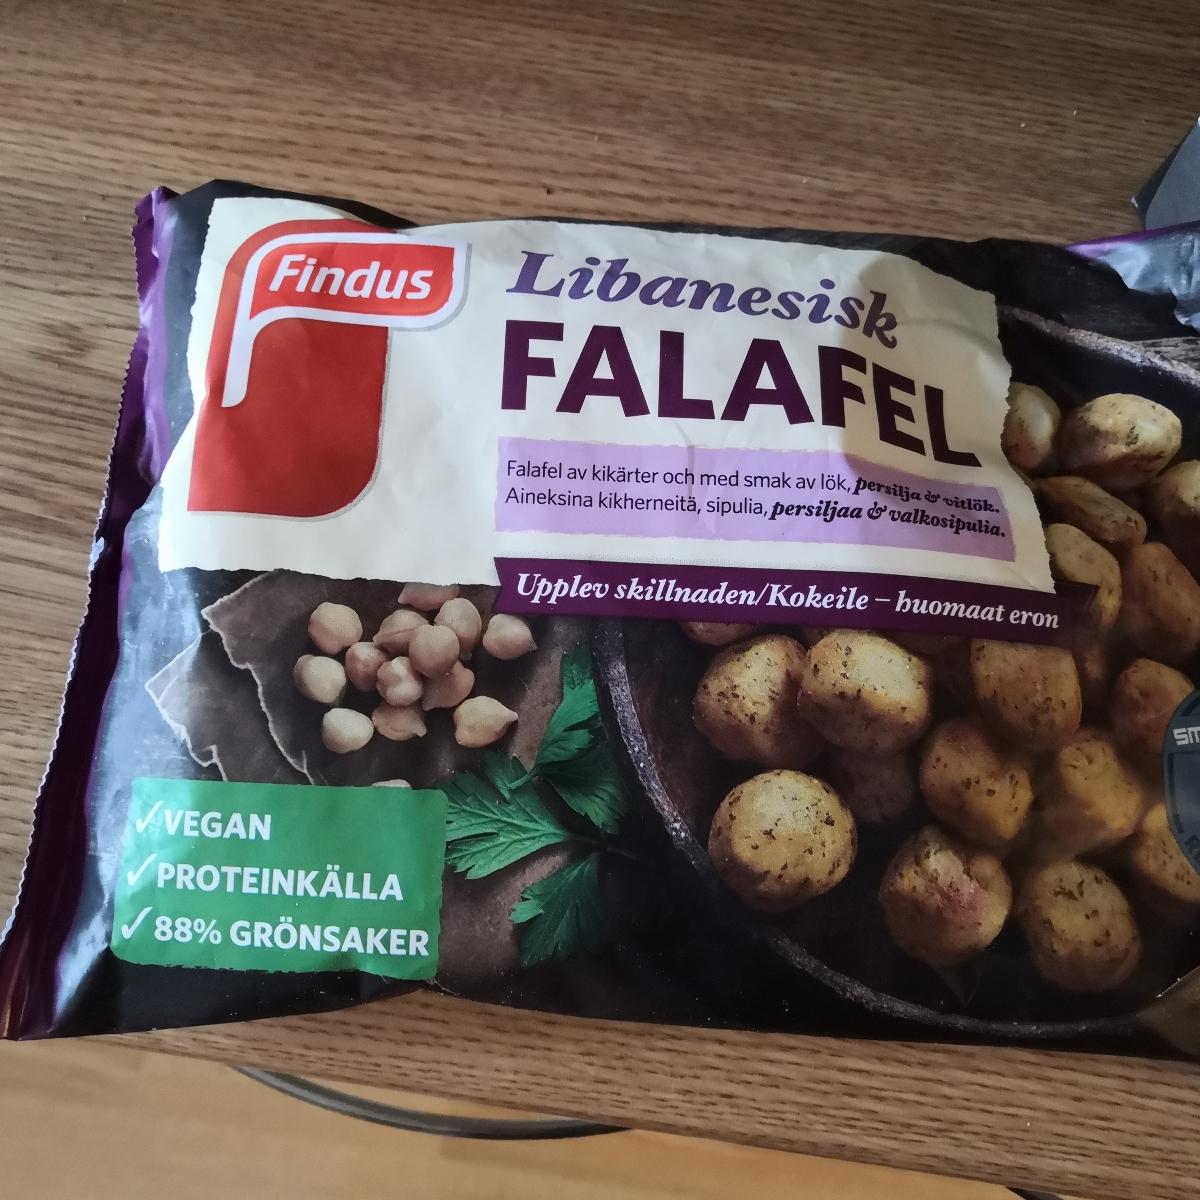 Findus
Libanesisk
FALAFEL
Falafel av kikärter och med smak av lök, persilja & vitlök.
Aineksina kikherneitä, sipulia, persiljaa & valkosipulia.
Upplev skillnaden/Kokeile – huomaat eron
✓VEGAN
✓PROTEINKÄLLA
✓88% GRÖNSAKER